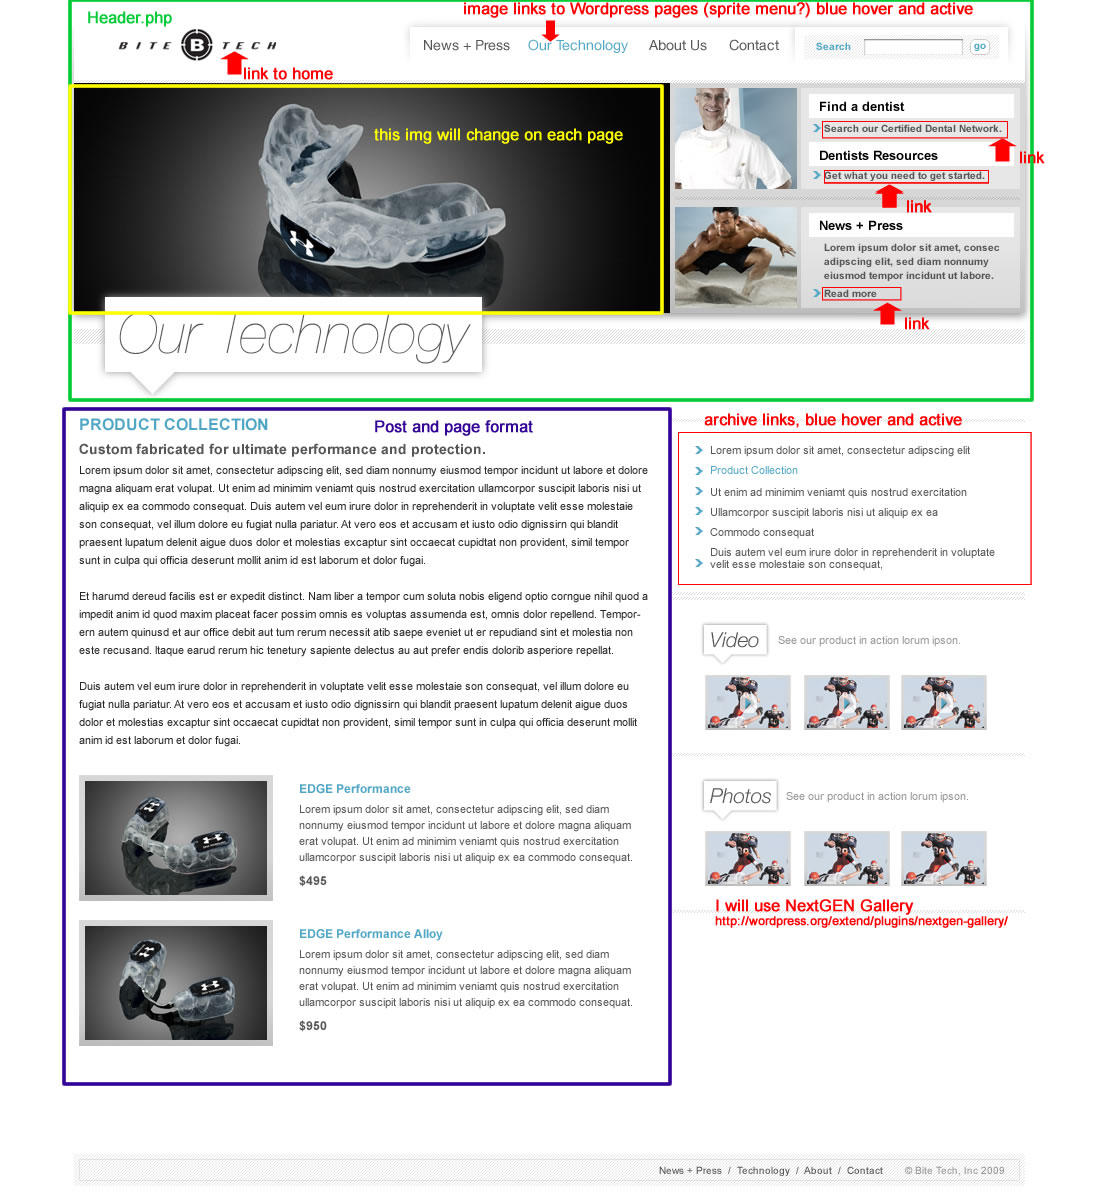 Header.php
image links to Wordpress pages (sprite menu?) blue hover and active
BITE B TECH
News + Press
Our Technology
About Us
Contact
Search
go
link to home
this img will change on each page
Find a dentist
Search our Certified Dental Network.
link
Dentists Resources
Get what you need to get started.
link
News + Press
Lorem ipsum dolor sit amet, consec
adipscing elit, sed diam nonnumy
eiusmod tempor incidunt ut labore.
Read more
link
Our Technology
PRODUCT COLLECTION
Post and page format
Custom fabricated for ultimate performance and protection.
Lorem ipsum dolor sit amet, consectetur adipscing elit, sed diam nonnumy eiusmod tempor incidunt ut labore et dolore
magna aliquam erat volupat. Ut enim ad minimim veniamt quis nostrud exercitation ullamcorpor suscipit laboris nisi ut
aliquip ex ea commodo consequat. Duis autem vel eum irure dolor in reprehenderit in voluptate velit esse molestaie
son consequat, vel illum dolore eu fugiat nulla pariatur. At vero eos et accusam et iusto odio dignissirn qui blandit
praesent lupatum delenit aigue duos dolor et molestias excaptur sint occaecat cupidtat non provident, simil tempor
sunt in culpa qui officia deserunt mollit anim id est laborum et dolor fugai.
Et harumd dereud facilis est er expedit distinct. Nam liber a tempor cum soluta nobis eligend optio corngue nihil quod a
impedit anim id quod maxim placeat facer possim omnis es voluptas assumenda est, omnis dolor repellend. Tempor-
ern autem quinusd et aur office debit aut tum rerum necessit atib saepe eveniet ut er repudiand sint et molestia non
este recusand. Itaque earud rerum hic tenetury sapiente delectus au aut prefer endis dolorib asperiore repellat.
Duis autem vel eum irure dolor in reprehenderit in voluptate velit esse molestaie son consequat, vel illum dolore eu
fugiat nulla pariatur. At vero eos et accusam et iusto odio dignissirn qui blandit praesent lupatum delenit aigue duos
dolor et molestias excaptur sint occaecat cupidtat non provident, simil tempor sunt in culpa qui officia deserunt mollit
anim id est laborum et dolor fugai.
EDGE Performance
Lorem ipsum dolor sit amet, consectetur adipscing elit, sed diam
nonnumy eiusmod tempor incidunt ut labore et dolore magna aliquam
erat volupat. Ut enim ad minimim veniamt quis nostrud exercitation
ullamcorpor suscipit laboris nisi ut aliquip ex ea commodo consequat.
$495
EDGE Performance Alloy
Lorem ipsum dolor sit amet, consectetur adipscing elit, sed diam
nonnumy eiusmod tempor incidunt ut labore et dolore magna aliquam
erat volupat. Ut enim ad minimim veniamt quis nostrud exercitation
ullamcorpor suscipit laboris nisi ut aliquip ex ea commodo consequat.
$950
archive links, blue hover and active
Lorem ipsum dolor sit amet, consectetur adipscing elit
Product Collection
Ut enim ad minimim veniamt quis nostrud exercitation
Ullamcorpor suscipit laboris nisi ut aliquip ex ea
Commodo consequat
Duis autem vel eum irure dolor in reprehenderit in voluptate
velit esse molestaie son consequat,
Video
See our product in action lorum ipson.
Photos
See our product in action lorum ipson.
I will use NextGEN Gallery
http://wordpress.org/extend/plugins/nextgen-gallery/
News + Press / Technology / About / Contact
© Bite Tech, Inc 2009